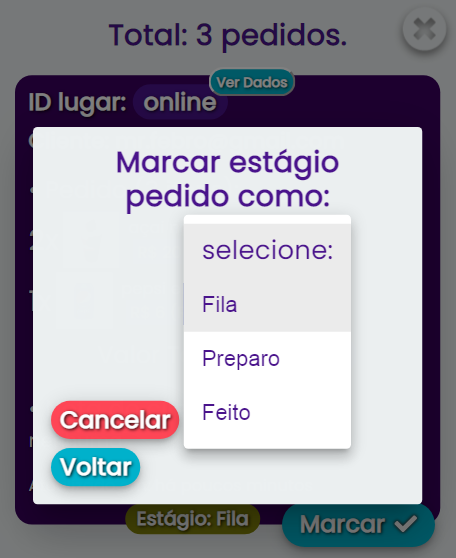 Total: 3 pedidos.
Ver Dados
ID lugar: online
Marcar estágio
pedido como:
selecione:
Fila
Preparo
Feito
Cancelar
Voltar
Estágio: Fila
Marcar